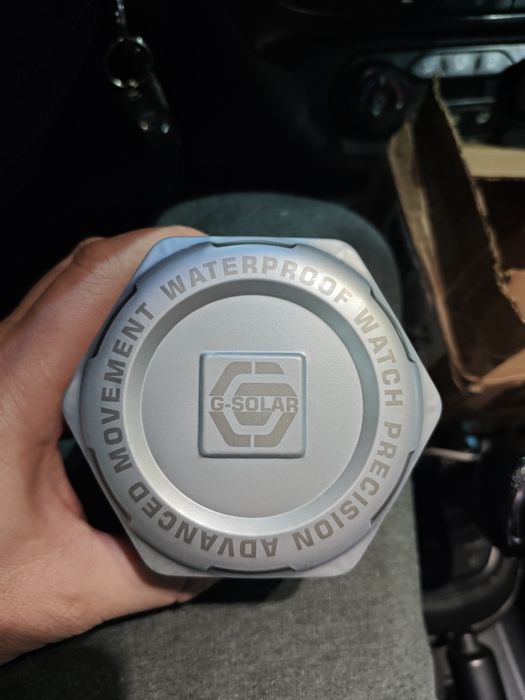 WATERPROOF WATCH PRECISION ADVANCED MOVEMENT
G-SOLAR